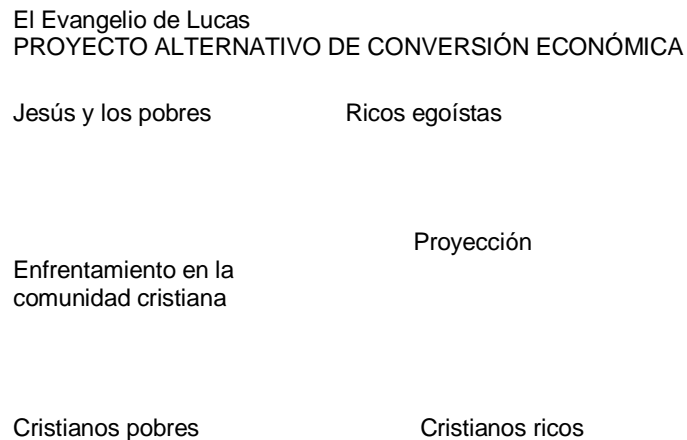 El Evangelio de Lucas
PROYECTO ALTERNATIVO DE CONVERSIÓN ECONÓMICA
Jesús y los pobres Ricos egoístas
Proyección
Enfrentamiento en la
comunidad cristiana
Cristianos pobres Cristianos ricos